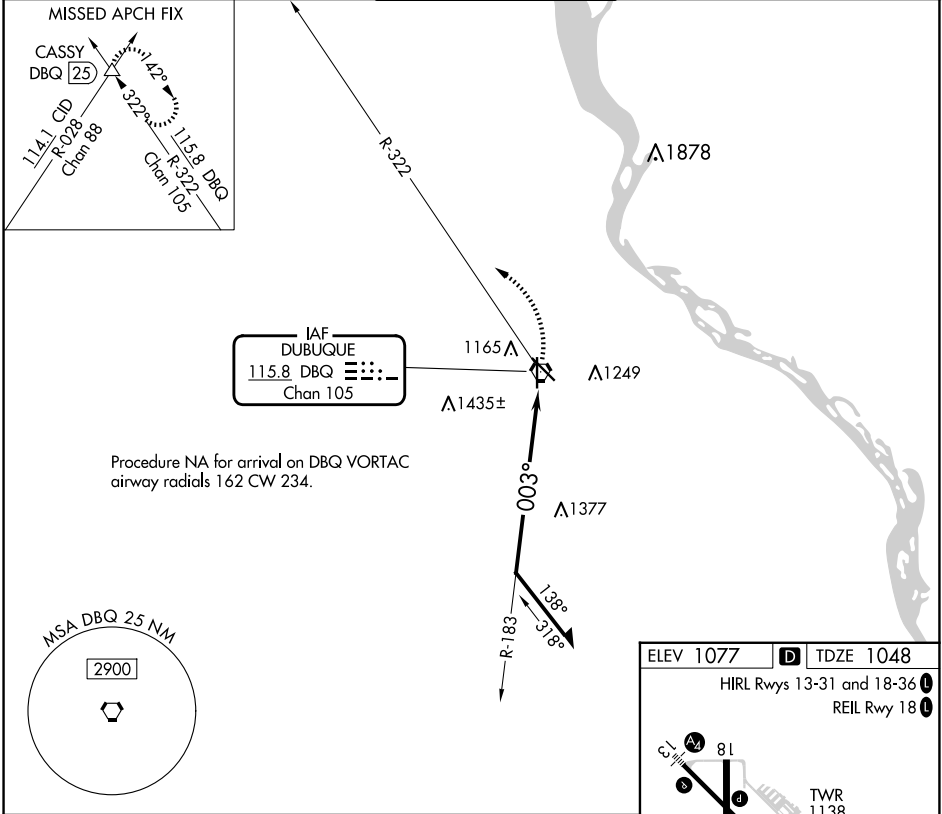 MISSED APCH FIX
CASSY
DBQ 25
142°
322°
114.1 CID
R-028
Chan 88
115.8 DBQ
R-322
Chan 105
R-322
1878
IAF
DUBUQUE
115.8 DBQ
Chan 105
1165
1249
1435±
Procedure NA for arrival on DBQ VORTAC
airway radials 162 CW 234.
003°
1377
138°
318°
R-183
MSA DBQ 25 NM
2900
ELEV 1077 D TDZE 1048
HIRL Rwys 13-31 and 18-36 L
REIL Rwy 18 L
13
A4
18
P
TWR
1138